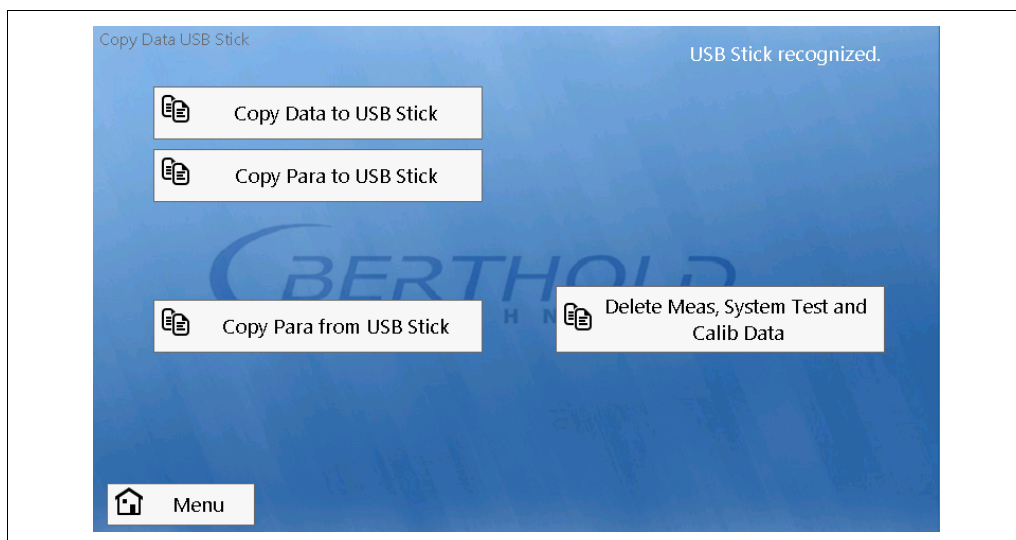 Copy Data USB Stick
USB Stick recognized.
Copy Data to USB Stick
Copy Para to USB Stick
BERTHOLD
H N
Copy Para from USB Stick
Delete Meas, System Test and
Calib Data
Menu